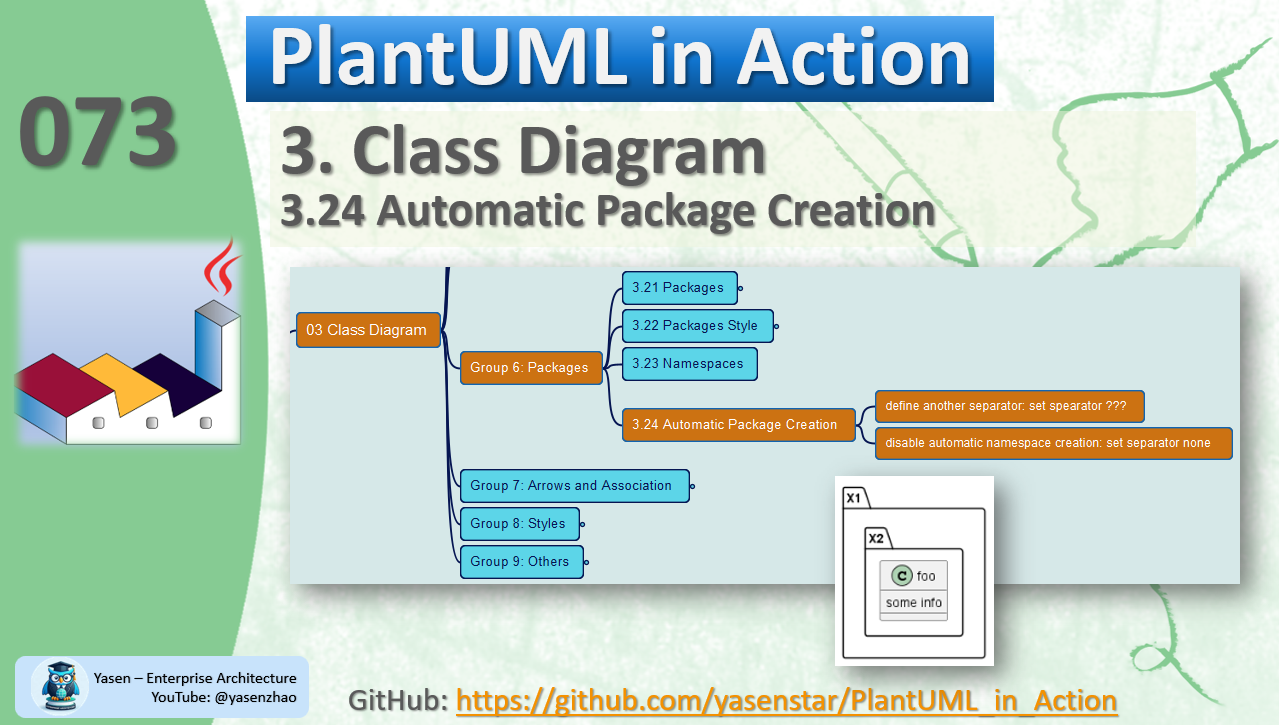 PlantUML in Action
073
3. Class Diagram
3.24 Automatic Package Creation
03 Class Diagram
Group 6: Packages
3.21 Packages
3.22 Packages Style
3.23 Namespaces
3.24 Automatic Package Creation
define another separator: set spearator ???
disable automatic namespace creation: set separator none
Group 7: Arrows and Association
Group 8: Styles
Group 9: Others
X1
X2
C foo
some info
Yasen – Enterprise Architecture
YouTube: @yasenzhao
GitHub: https://github.com/yasenstar/PlantUML_in_Action